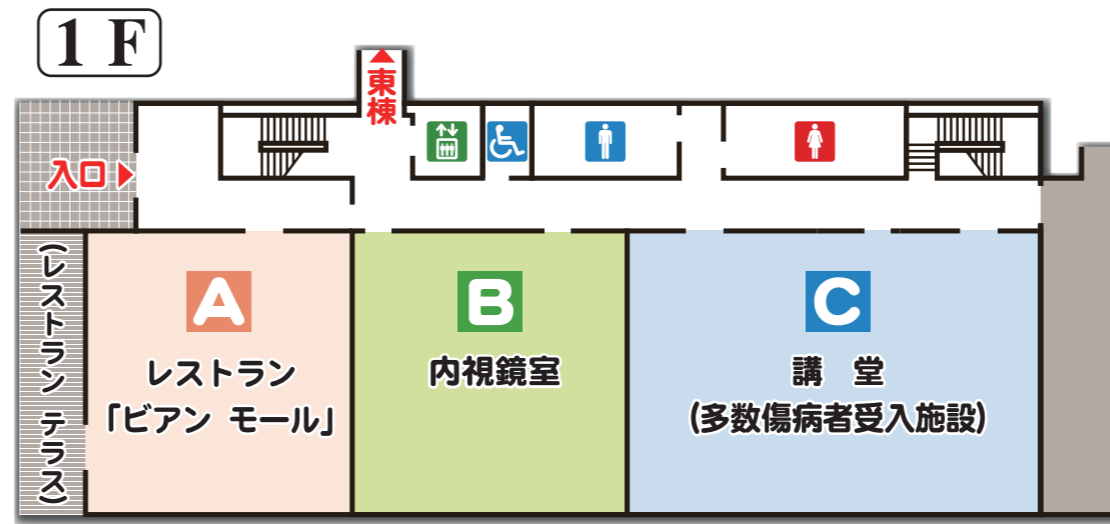 1 F
東棟
入口
(レストラン テラス)
A
レストラン
「ビアン モール」
B
内視鏡室
C
講 堂
(多数傷病者受入施設)